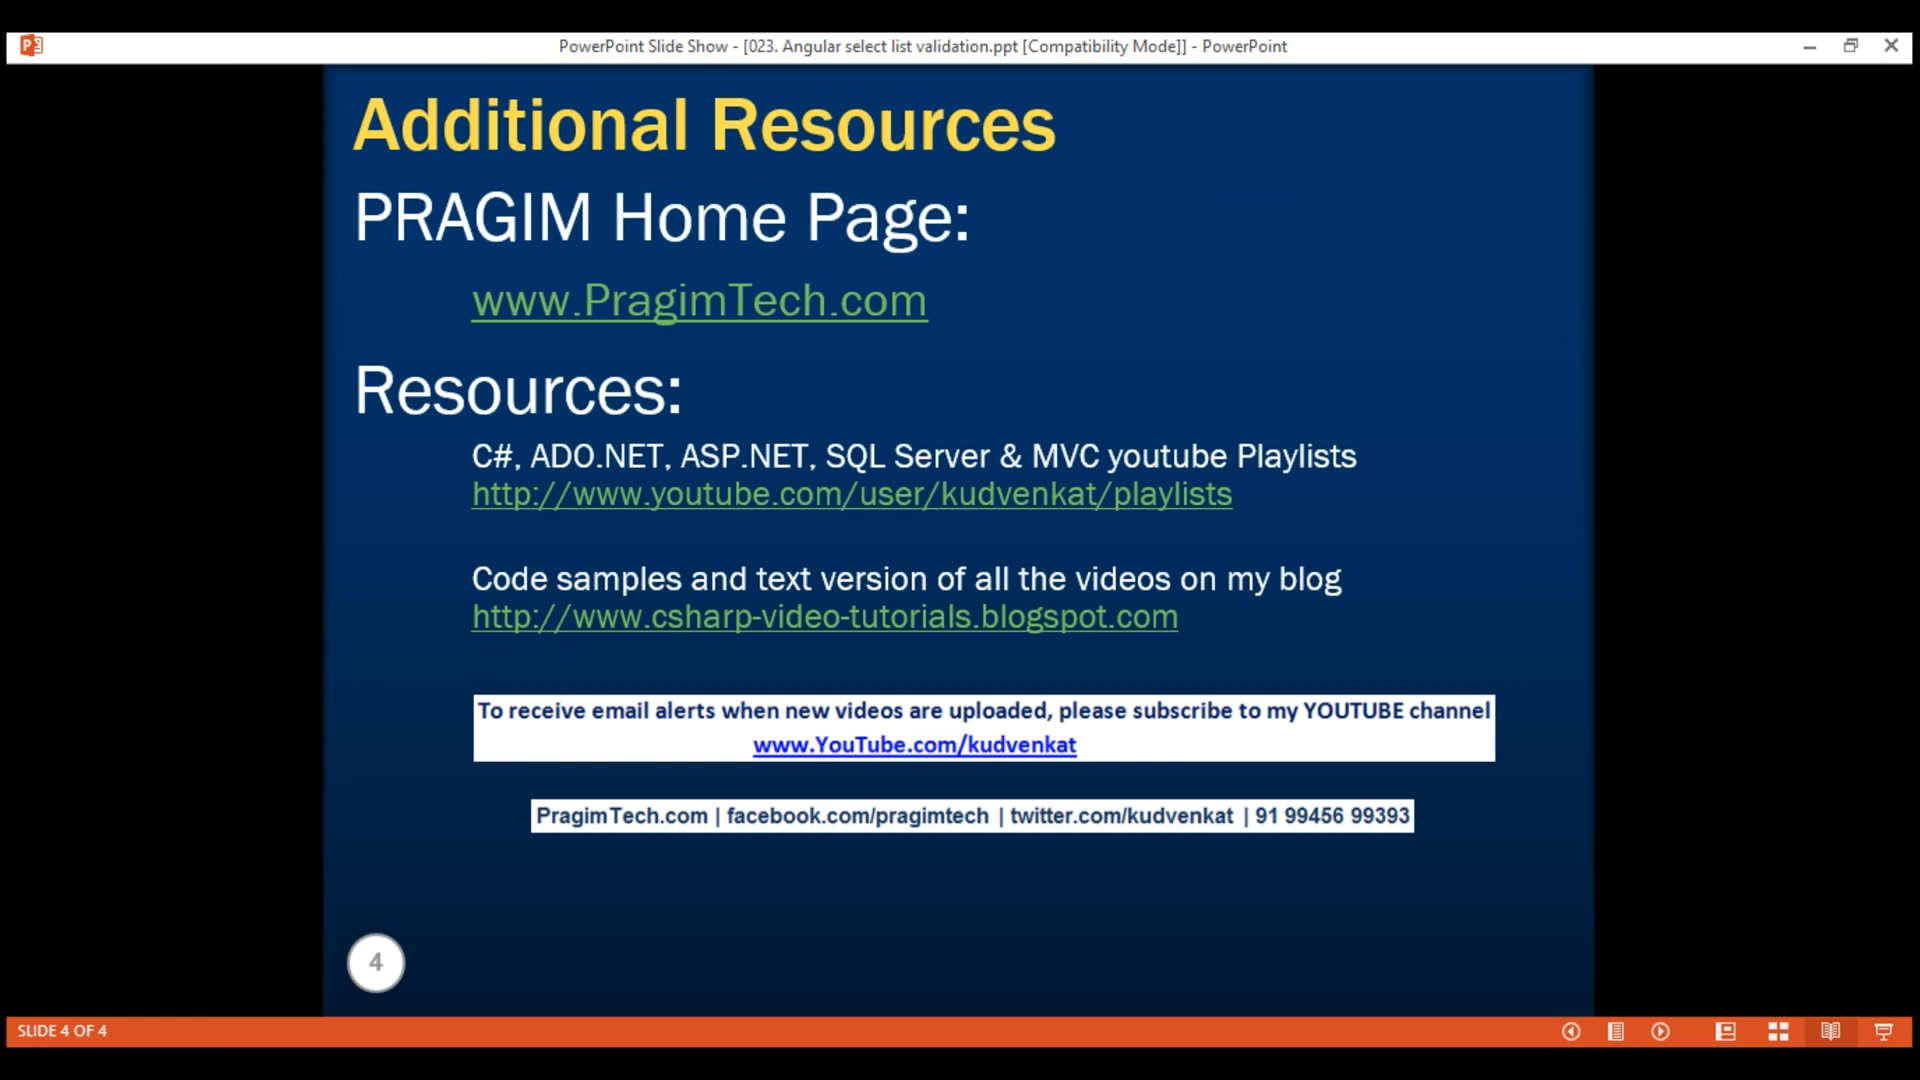 PowerPoint Slide Show - [023. Angular select list validation.ppt [Compatibility Mode]] - PowerPoint
Additional Resources
PRAGIM Home Page:
www.PragimTech.com
Resources:
C#, ADO.NET, ASP.NET, SQL Server & MVC youtube Playlists
http://www.youtube.com/user/kudvenkat/playlists
Code samples and text version of all the videos on my blog
http://www.csharp-video-tutorials.blogspot.com
To receive email alerts when new videos are uploaded, please subscribe to my YOUTUBE channel
www.YouTube.com/kudvenkat
PragimTech.com | facebook.com/pragimtech | twitter.com/kudvenkat | 91 99456 99393
4
SLIDE 4 OF 4